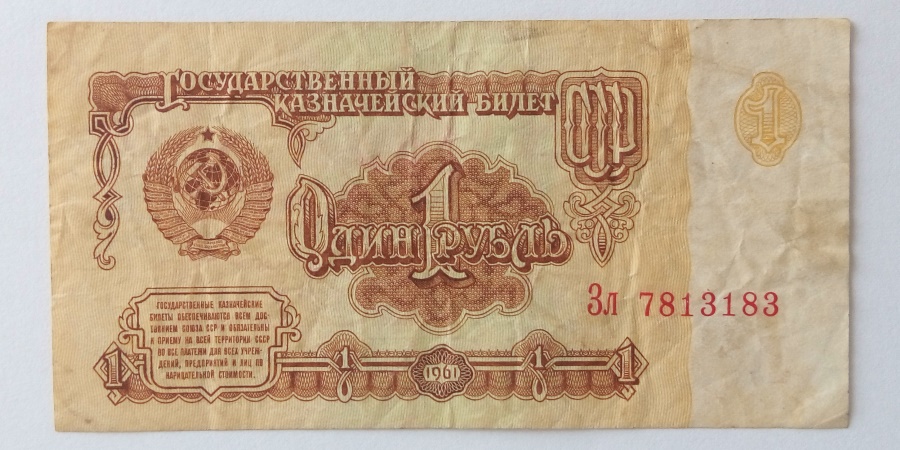 ГОСУДАРСТВЕННЫЙ
КАЗНАЧЕЙСКИЙ БИЛЕТ
СССР
1
1
ОДИН РУБЛЬ
Зл 7813183
ГОСУДАРСТВЕННЫЕ КАЗНАЧЕЙСКИЕ
БИЛЕТЫ ОБЕСПЕЧИВАЮТСЯ ВСЕМ ДОС-
ТОЯНИЕМ СОЮЗА ССР И ОБЯЗАТЕЛЬНЫ
К ПРИЕМУ НА ВСЕЙ ТЕРРИТОРИИ СССР
ВО ВСЕ ПЛАТЕЖИ ДЛЯ ВСЕХ УЧРЕЖ-
ДЕНИЙ, ПРЕДПРИЯТИЙ И ЛИЦ ПО
НАРИЦАТЕЛЬНОЙ СТОИМОСТИ.
1 1 1961 1 1